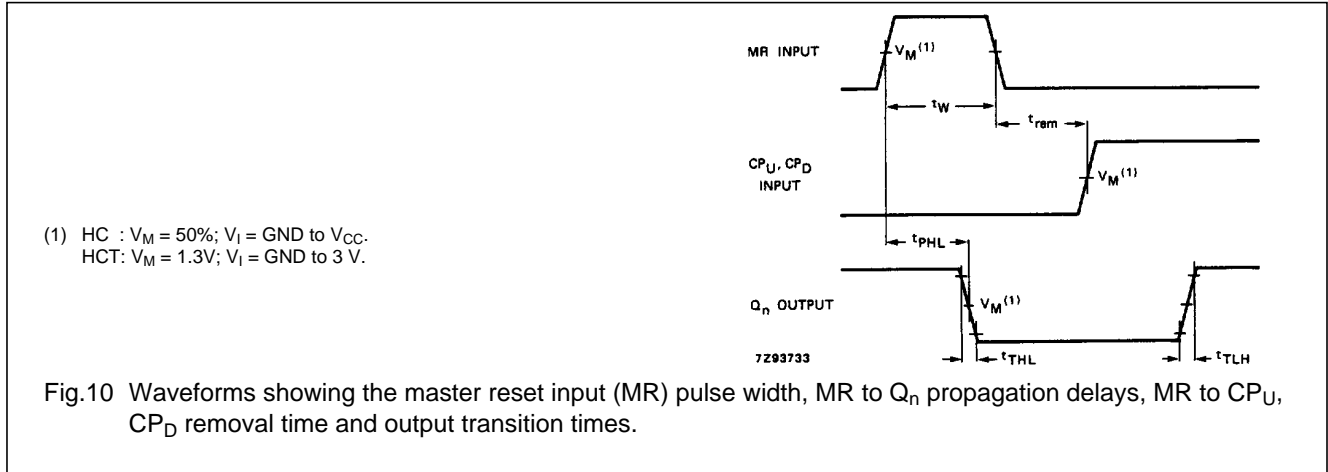 MR INPUT
V_M(1)
t_W
t_rem
CP_U, CP_D
INPUT
V_M(1)
(1) HC : V_M = 50%; V_I = GND to V_CC.
HCT: V_M = 1.3V; V_I = GND to 3 V.
t_PHL
Q_n OUTPUT
V_M(1)
7Z93733
t_THL
t_TLH
Fig.10 Waveforms showing the master reset input (MR) pulse width, MR to Q_n propagation delays, MR to CP_U,
CP_D removal time and output transition times.